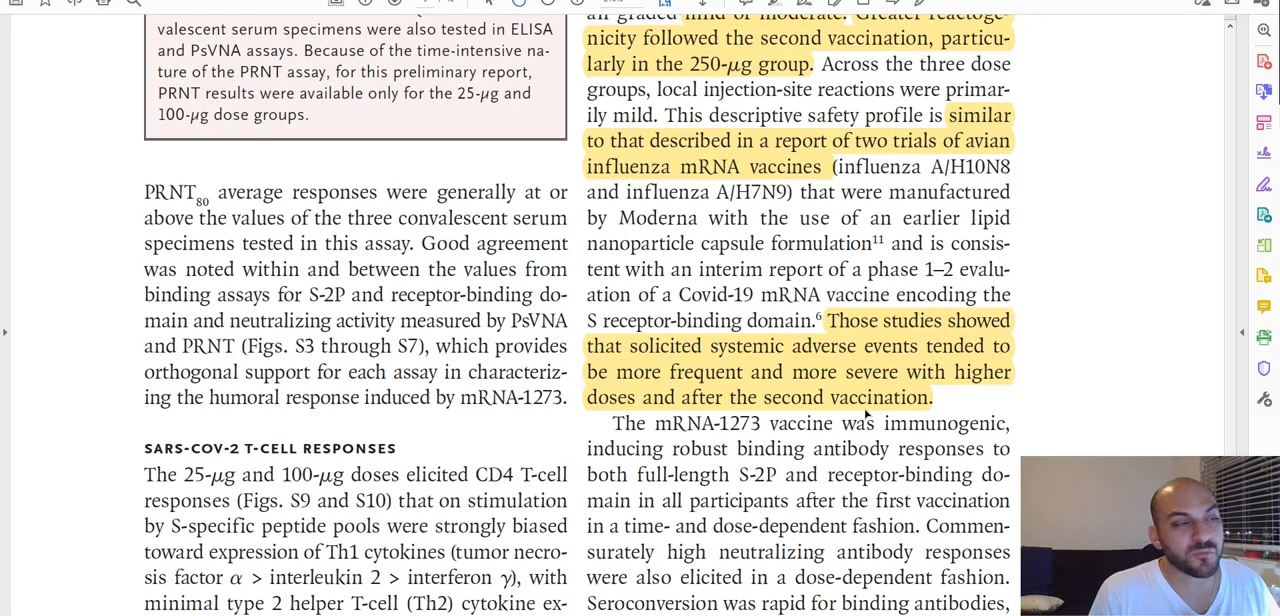 valescent serum specimens were also tested in ELISA
and PsVNA assays. Because of the time-intensive na-
ture of the PRNT assay, for this preliminary report,
PRNT results were available only for the 25-μg and
100-μg dose groups.
PRNT80 average responses were generally at or
above the values of the three convalescent serum
specimens tested in this assay. Good agreement
was noted within and between the values from
binding assays for S-2P and receptor-binding do-
main and neutralizing activity measured by PsVNA
and PRNT (Figs. S3 through S7), which provides
orthogonal support for each assay in characteriz-
ing the humoral response induced by mRNA-1273.
SARS-COV-2 T-CELL RESPONSES
The 25-μg and 100-μg doses elicited CD4 T-cell
responses (Figs. S9 and S10) that on stimulation
by S-specific peptide pools were strongly biased
toward expression of Th1 cytokines (tumor necro-
sis factor α > interleukin 2 > interferon γ), with
minimal type 2 helper T-cell (Th2) cytokine ex-
all graded mild or moderate. Greater reactoge-
nicity followed the second vaccination, particu-
larly in the 250-μg group. Across the three dose
groups, local injection-site reactions were primar-
ily mild. This descriptive safety profile is similar
to that described in a report of two trials of avian
influenza mRNA vaccines (influenza A/H10N8
and influenza A/H7N9) that were manufactured
by Moderna with the use of an earlier lipid
nanoparticle capsule formulation11 and is consis-
tent with an interim report of a phase 1–2 evalu-
ation of a Covid-19 mRNA vaccine encoding the
S receptor-binding domain.6 Those studies showed
that solicited systemic adverse events tended to
be more frequent and more severe with higher
doses and after the second vaccination.
The mRNA-1273 vaccine was immunogenic,
inducing robust binding antibody responses to
both full-length S-2P and receptor-binding do-
main in all participants after the first vaccination
in a time- and dose-dependent fashion. Commen-
surately high neutralizing antibody responses
were also elicited in a dose-dependent fashion.
Seroconversion was rapid for binding antibodies,